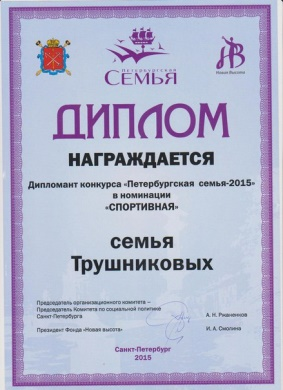 ПЕТЕРБУРГСКАЯ
СЕМЬЯ
Новая Высота
ДИПЛОМ
НАГРАЖДАЕТСЯ
Дипломант конкурса «Петербургская семья-2015»
в номинации
«СПОРТИВНАЯ»
семья
Трушниковых
Председатель организационного комитета –
Председатель Комитета по социальной политике
Санкт-Петербурга
А. Н. Ржаненков
Президент Фонда «Новая высота»
И. А. Смолина
Санкт-Петербург
2015